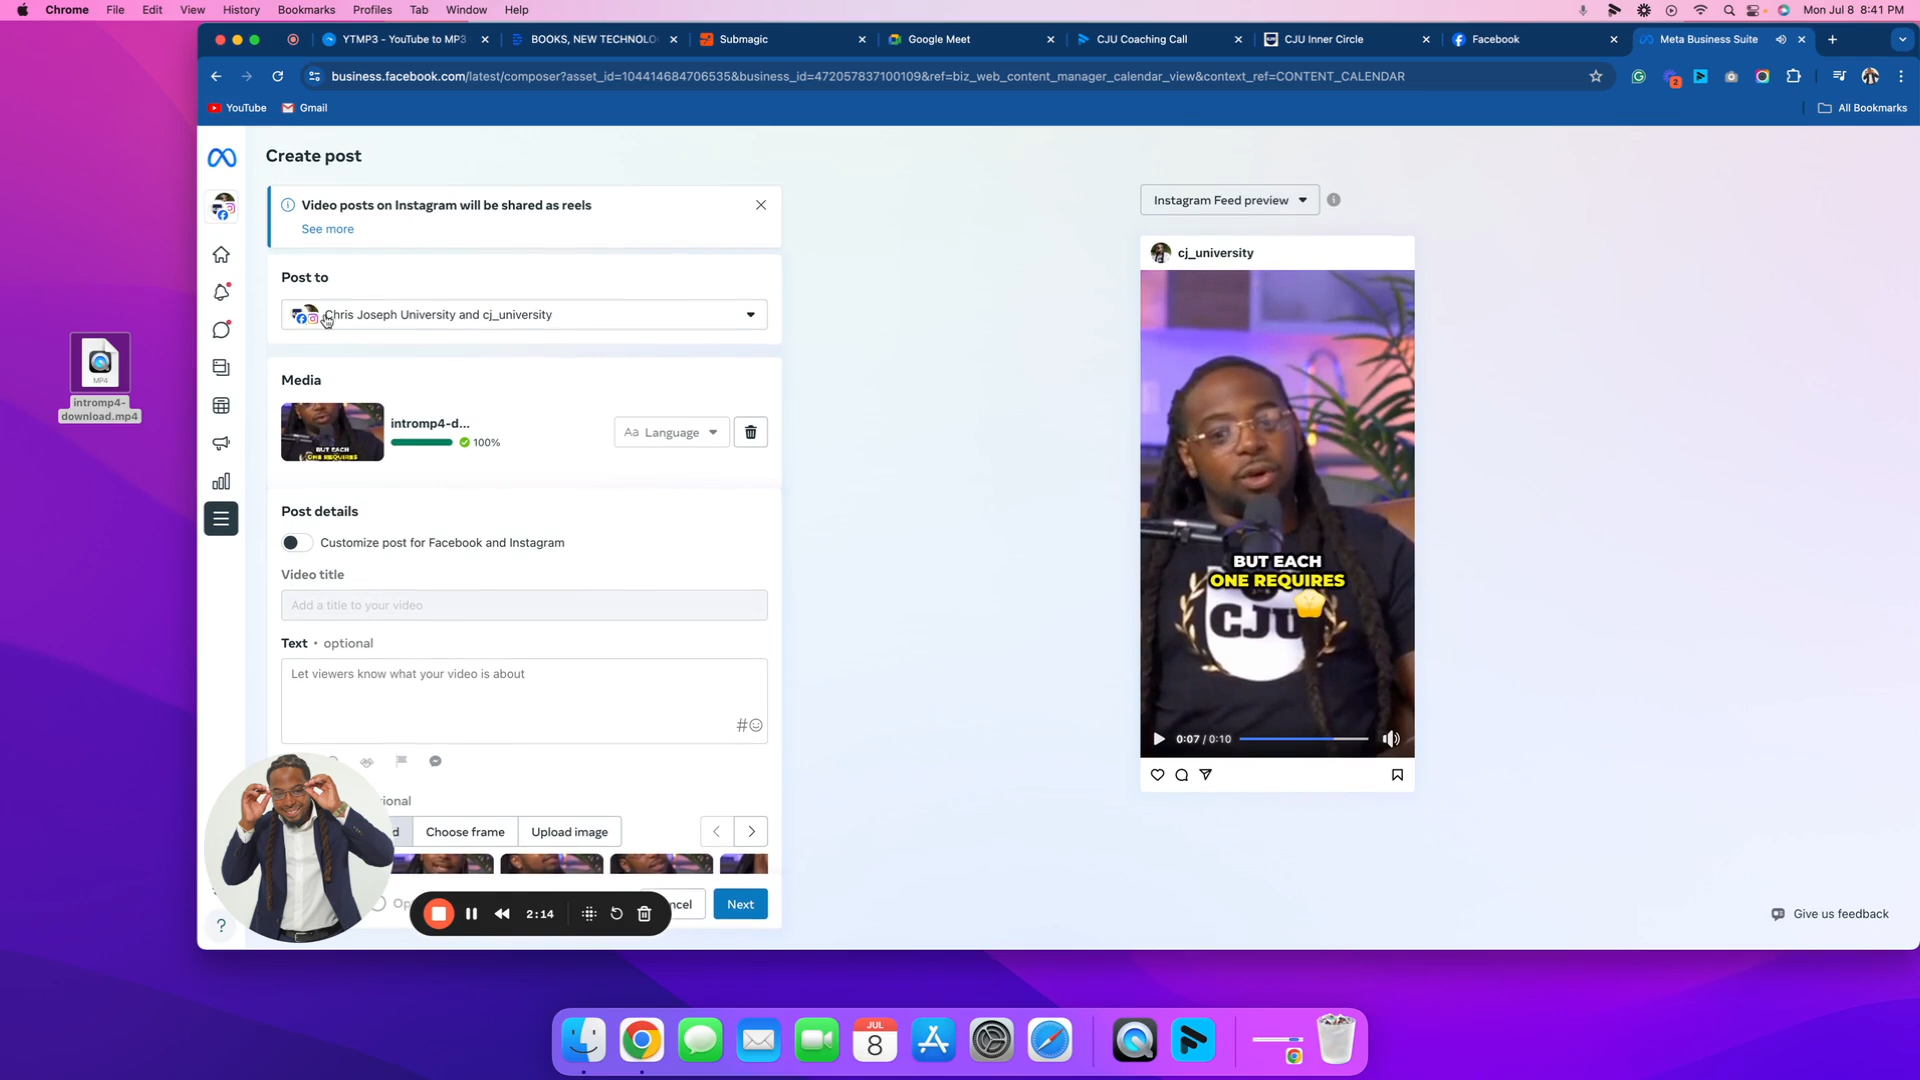 Chrome File Edit View History Bookmarks Profiles Tab Window Help
Mon Jul 8 8:41 PM
YTMP3 - YouTube to MP3
BOOKS, NEW TECHNOLO
Submagic
Google Meet
CJU Coaching Call
CJU Inner Circle
Facebook
Meta Business Suite
business.facebook.com/latest/composer?asset_id=104414684706535&business_id=472057837100109&ref=biz_web_content_manager_calendar_view&context_ref=CONTENT_CALENDAR
2
YouTube Gmail
All Bookmarks
Create post
Video posts on Instagram will be shared as reels
See more
Post to
Chris Joseph University and cj_university
Media
intromp4-d...
100%
Aa Language
Post details
Customize post for Facebook and Instagram
Video title
Add a title to your video
Text • optional
Let viewers know what your video is about
#
ional
d
Choose frame
Upload image
Op
ncel
Next
2:14
?
Instagram Feed preview
cj_university
BUT EACH
ONE REQUIRES
CJU
0:07 / 0:10
Give us feedback
MP4
intromp4-
download.mp4
JUL
8